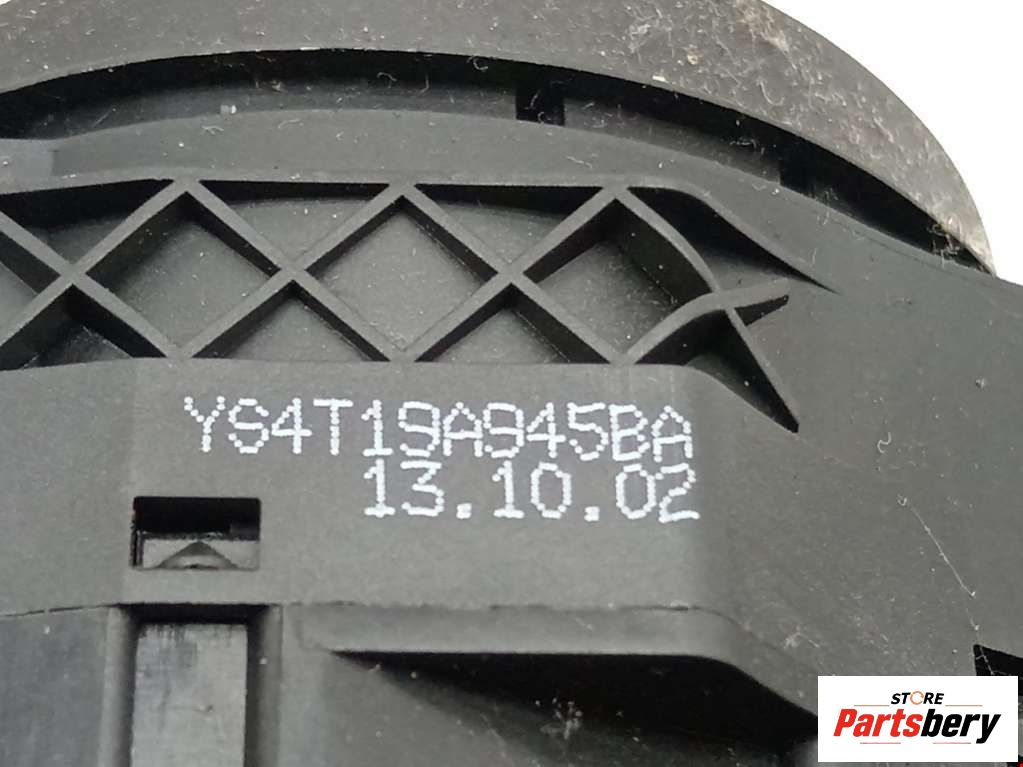 YS4T19A945BA
13.10.02
STORE
Partsbery